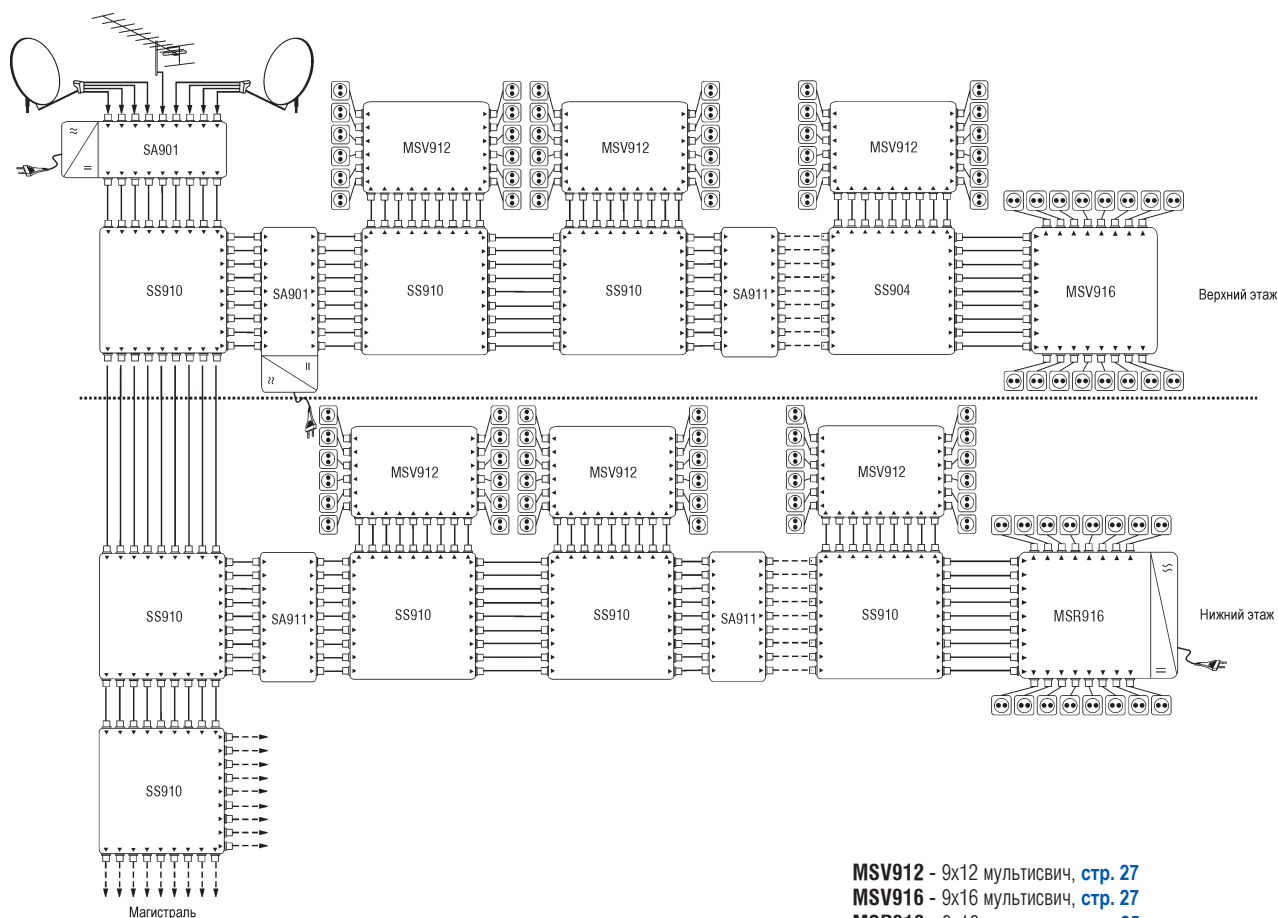 SA901
MSV912
MSV912
MSV912
SS910
SA901
SS910
SS910
SA911
SS904
MSV916
Верхний этаж
MSV912
MSV912
MSV912
SS910
SA911
SS910
SS910
SA911
SS910
MSR916
Нижний этаж
SS910
Магистраль
MSV912 - 9x12 мультисвич, стр. 27
MSV916 - 9x16 мультисвич, стр. 27